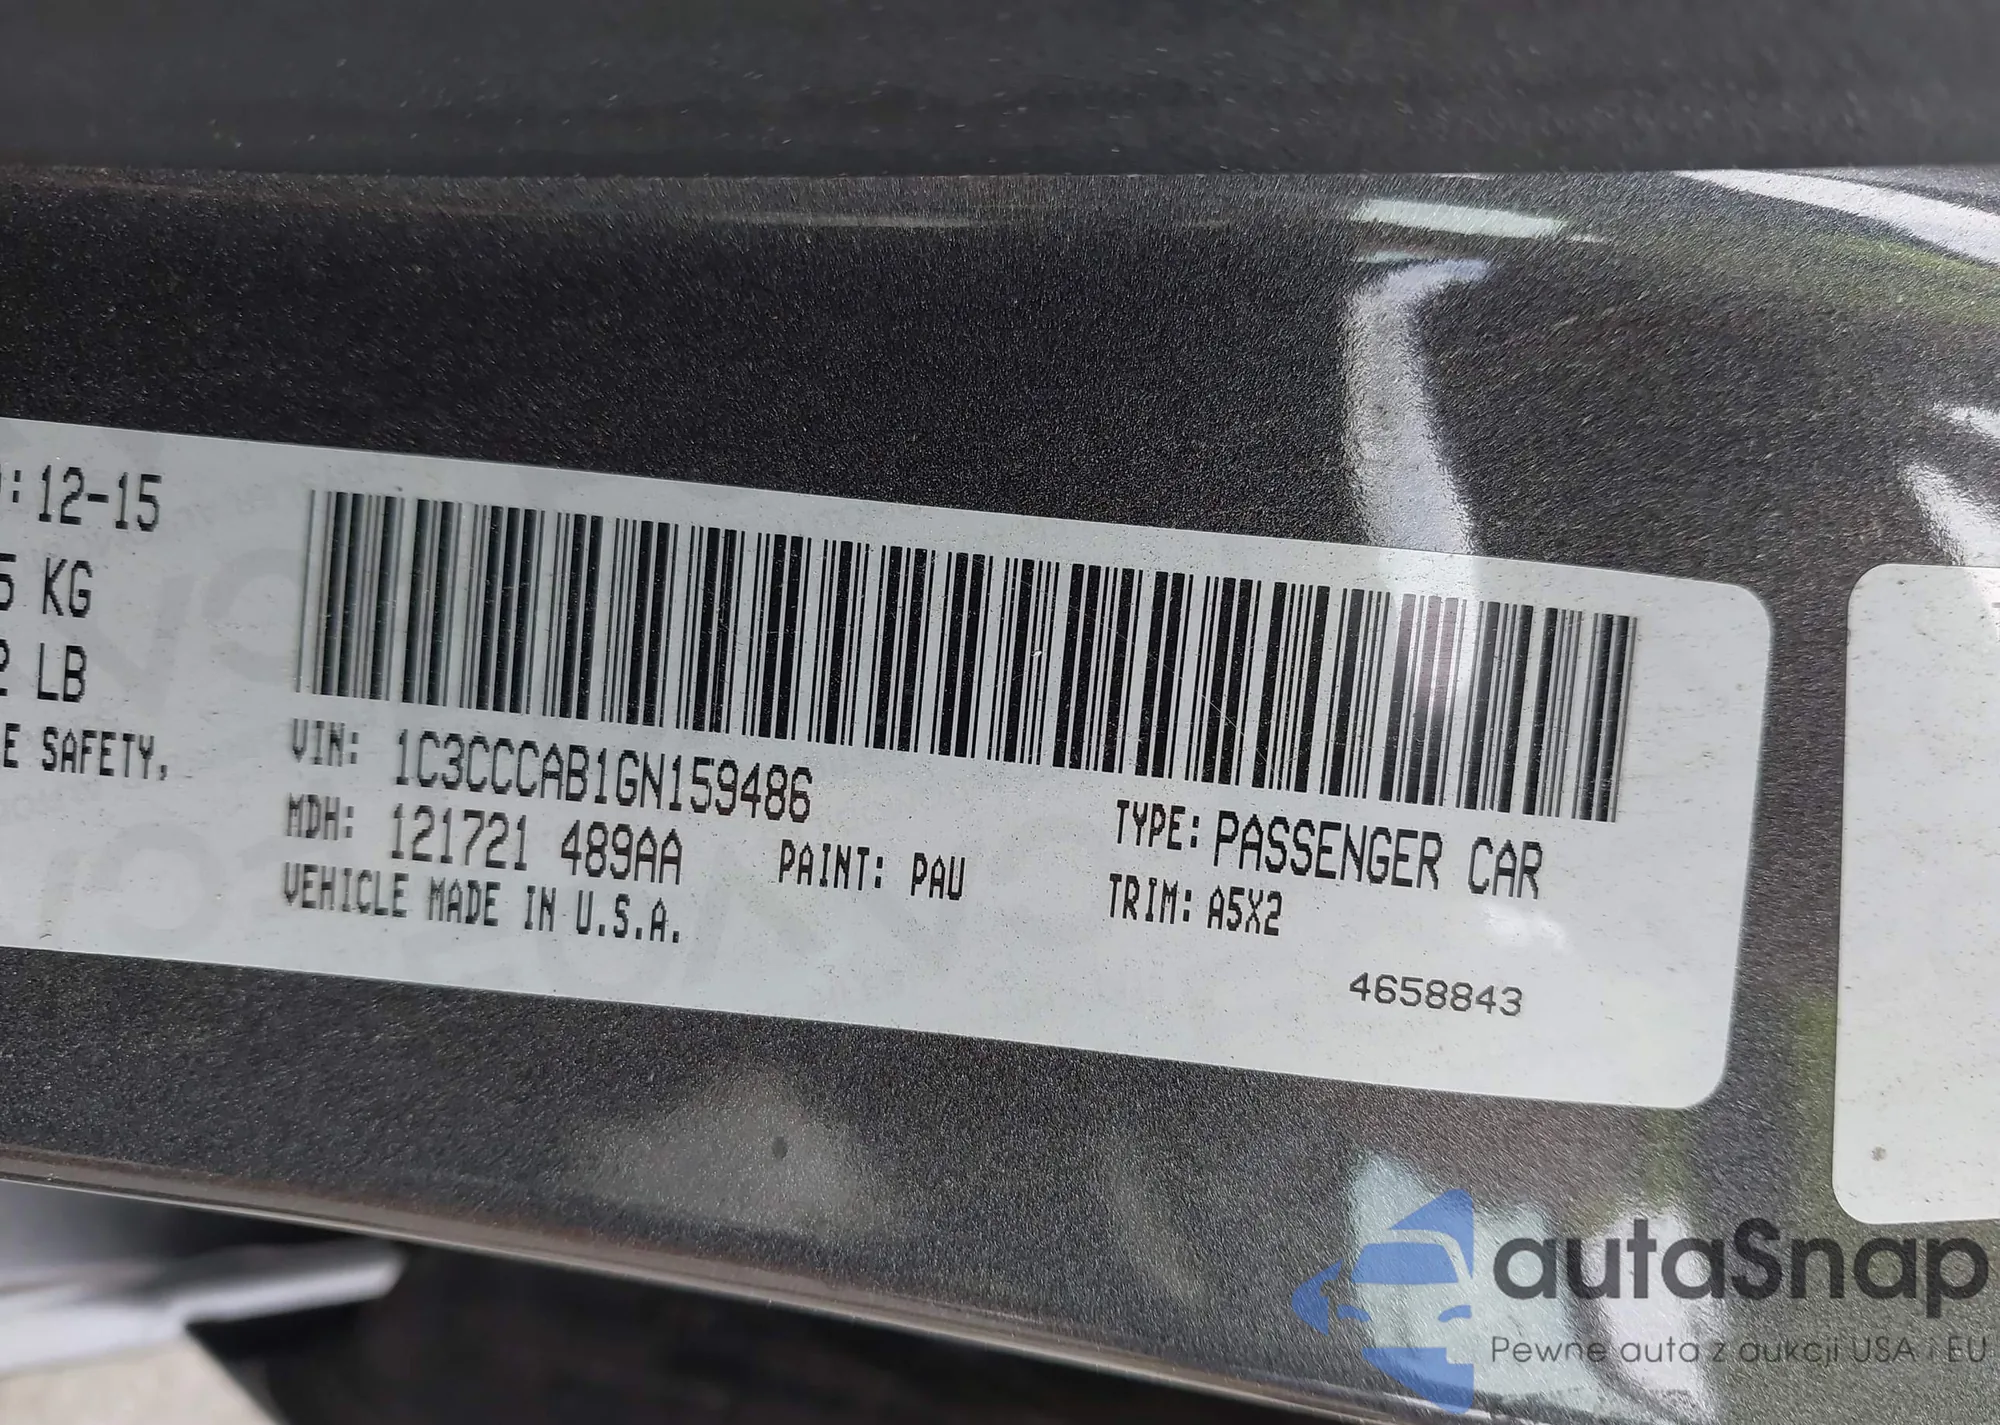 :12-15
5 KG
2 LB
E SAFETY,
VIN: 1C3CCCAB1GN159486
TYPE: PASSENGER CAR
MDH: 121721 489AA
PAINT: PAU
TRIM: A5X2
VEHICLE MADE IN U.S.A.
4658843
autaSnap
Pewne auta z aukcji USA i EU